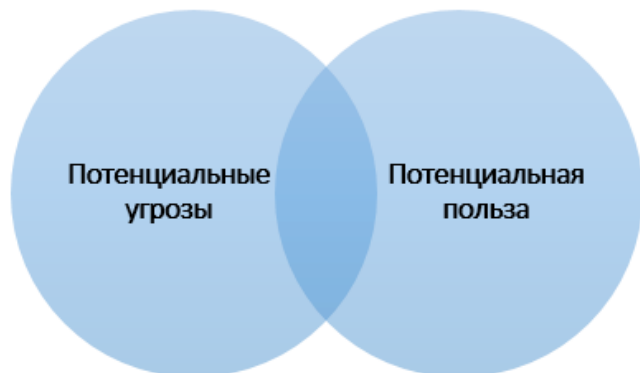 Потенциальные
угрозы
Потенциальная
польза